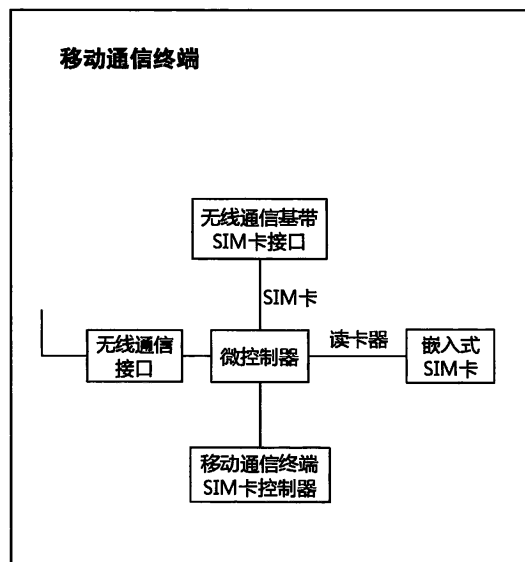 移动通信终端
无线通信基带
SIM卡接口
SIM卡
无线通信
接口
微控制器
读卡器
嵌入式
SIM卡
移动通信终端
SIM卡控制器